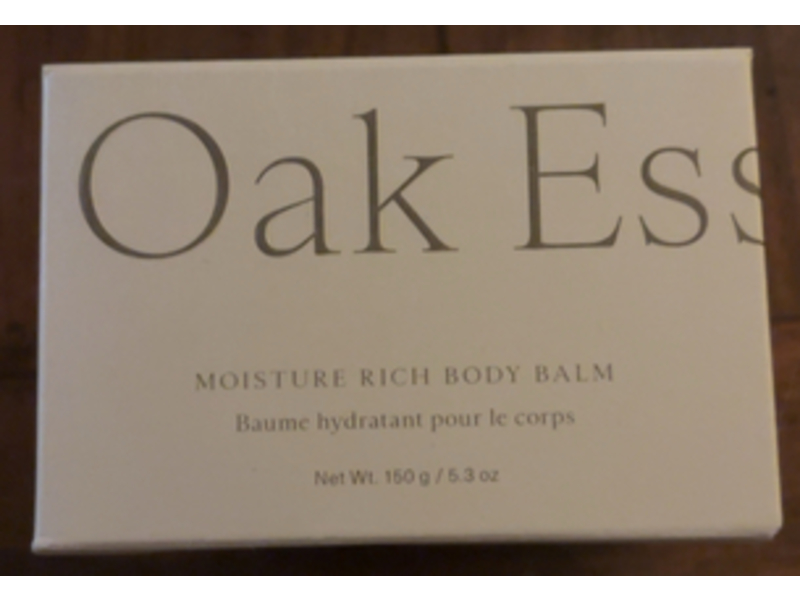 Oak Ess
MOISTURE RICH BODY BALM
Baume hydratant pour le corps
Net Wt. 150 g / 5.3 oz